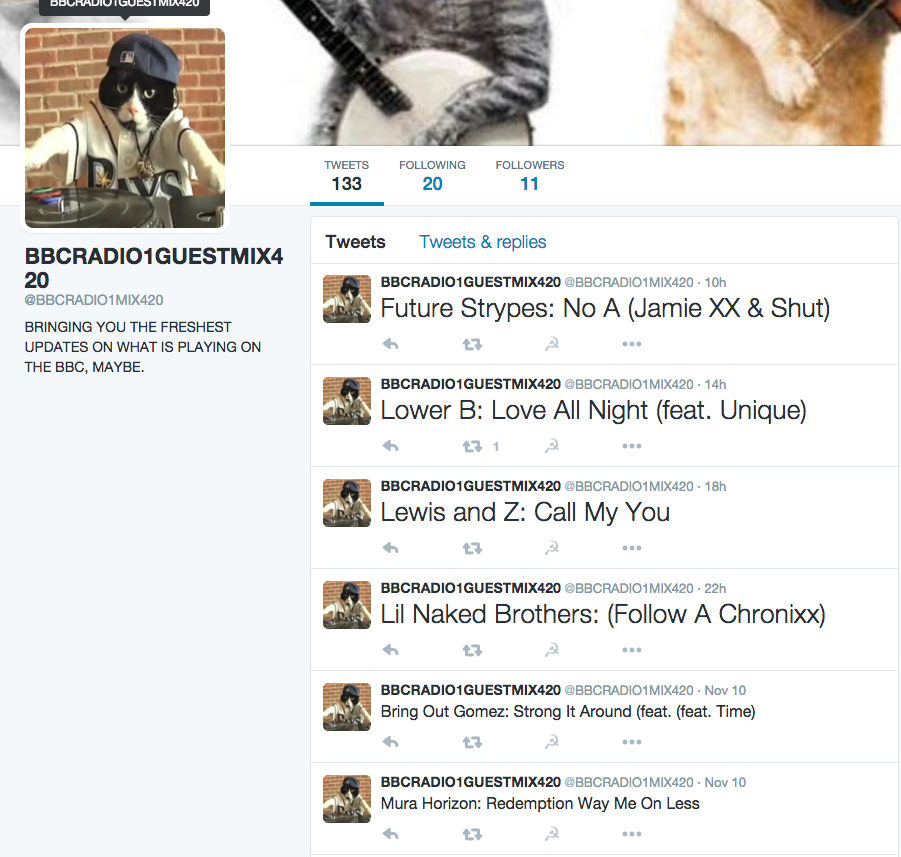 BBCRADIO1GUESTMIX420
TWEETS
133
FOLLOWING
20
FOLLOWERS
11
BBCRADIO1GUESTMIX4
20
@BBCRADIO1MIX420
BRINGING YOU THE FRESHEST
UPDATES ON WHAT IS PLAYING ON
THE BBC, MAYBE.
Tweets Tweets & replies
BBCRADIO1GUESTMIX420 @BBCRADIO1MIX420 · 10h
Future Strypes: No A (Jamie XX & Shut)
BBCRADIO1GUESTMIX420 @BBCRADIO1MIX420 · 14h
Lower B: Love All Night (feat. Unique)
1
BBCRADIO1GUESTMIX420 @BBCRADIO1MIX420 · 18h
Lewis and Z: Call My You
BBCRADIO1GUESTMIX420 @BBCRADIO1MIX420 · 22h
Lil Naked Brothers: (Follow A Chronixx)
BBCRADIO1GUESTMIX420 @BBCRADIO1MIX420 · Nov 10
Bring Out Gomez: Strong It Around (feat. (feat. Time)
BBCRADIO1GUESTMIX420 @BBCRADIO1MIX420 · Nov 10
Mura Horizon: Redemption Way Me On Less